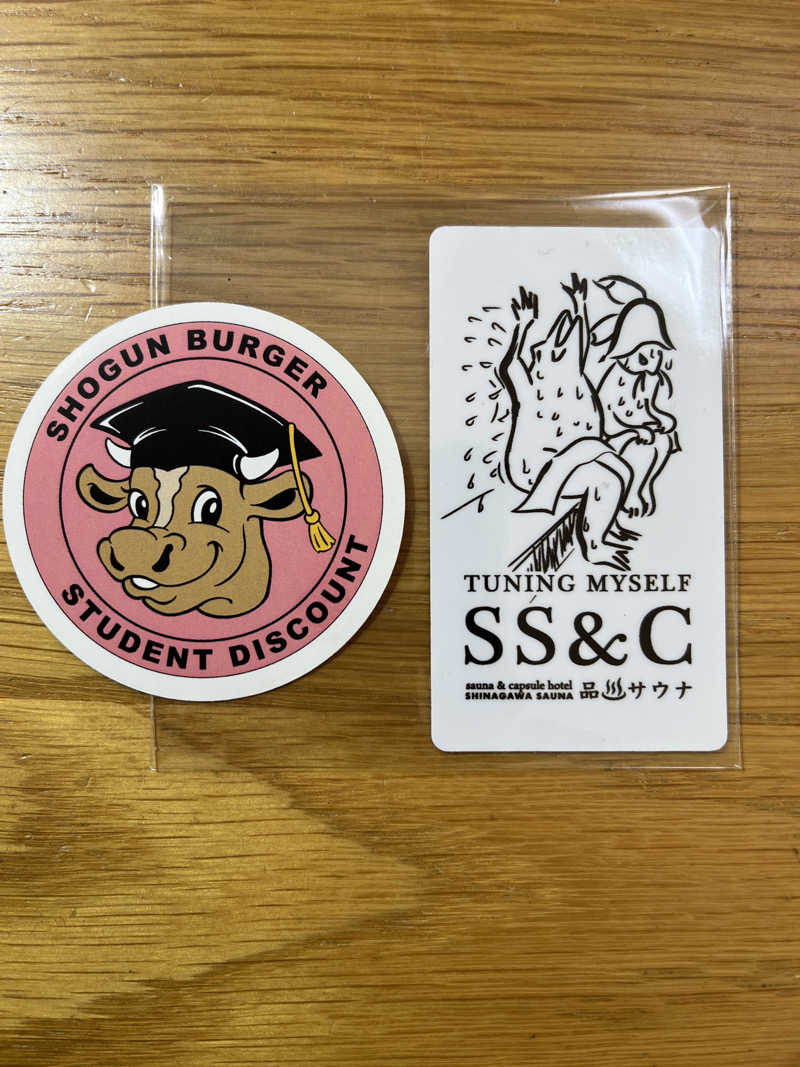 SHOGUN BURGER
STUDENT DISCOUNT
TUNING MYSELF
SS&C
sauna & capsule hotel
SHINAGAWA SAUNA
品♨サウナ